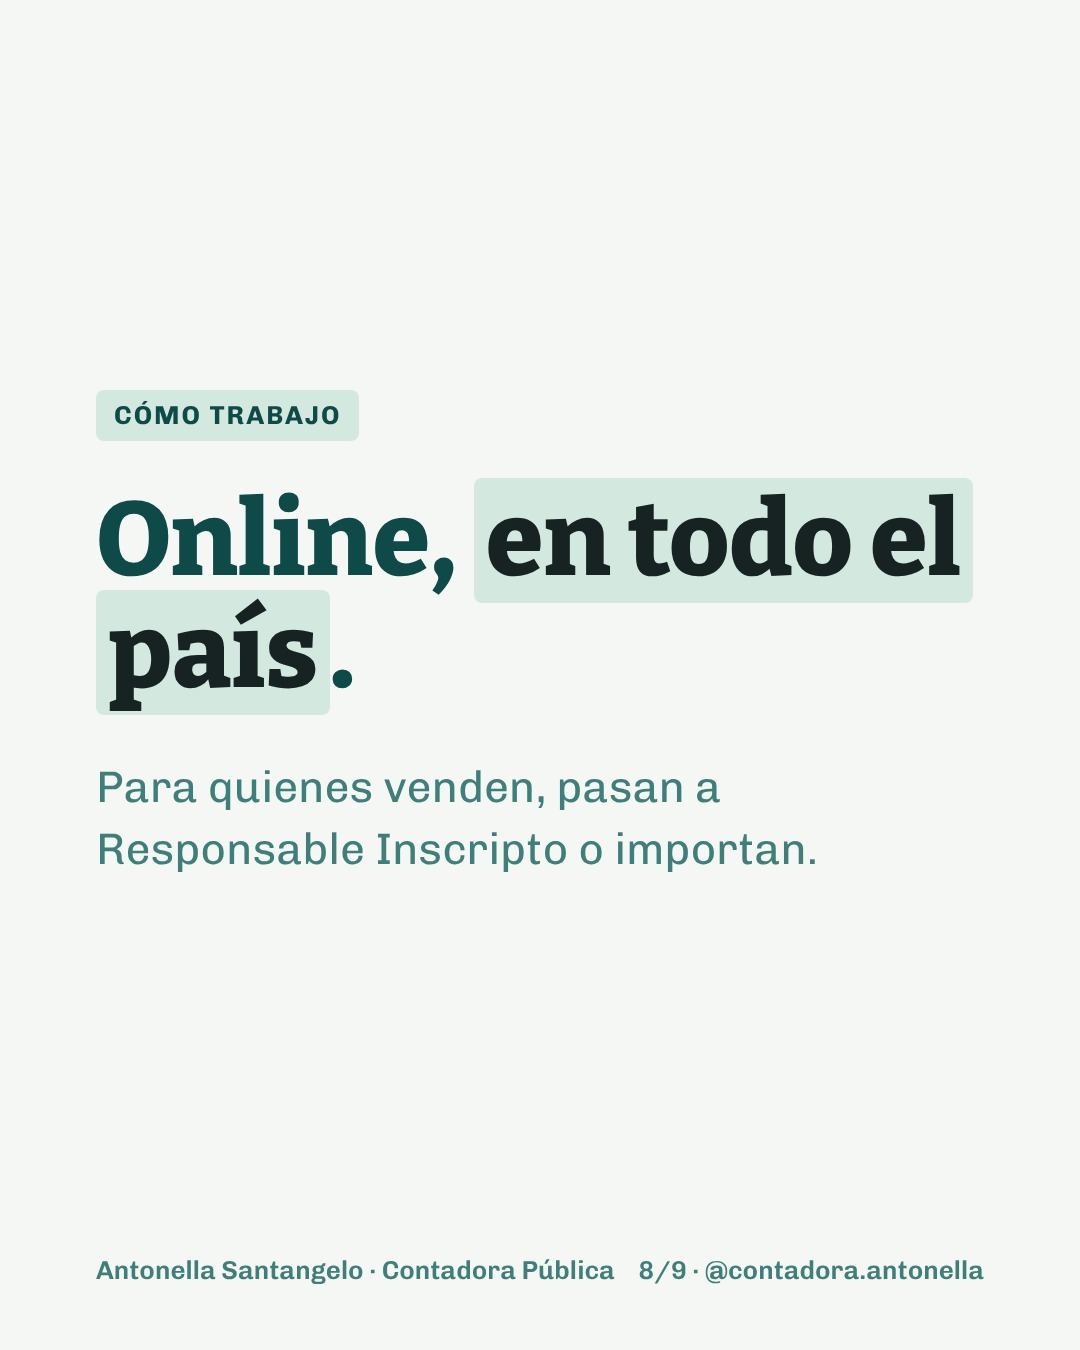 CÓMO TRABAJO
Online, en todo el
país.
Para quienes venden, pasan a
Responsable Inscripto o importan.
Antonella Santangelo · Contadora Pública 8/9 · @contadora.antonella